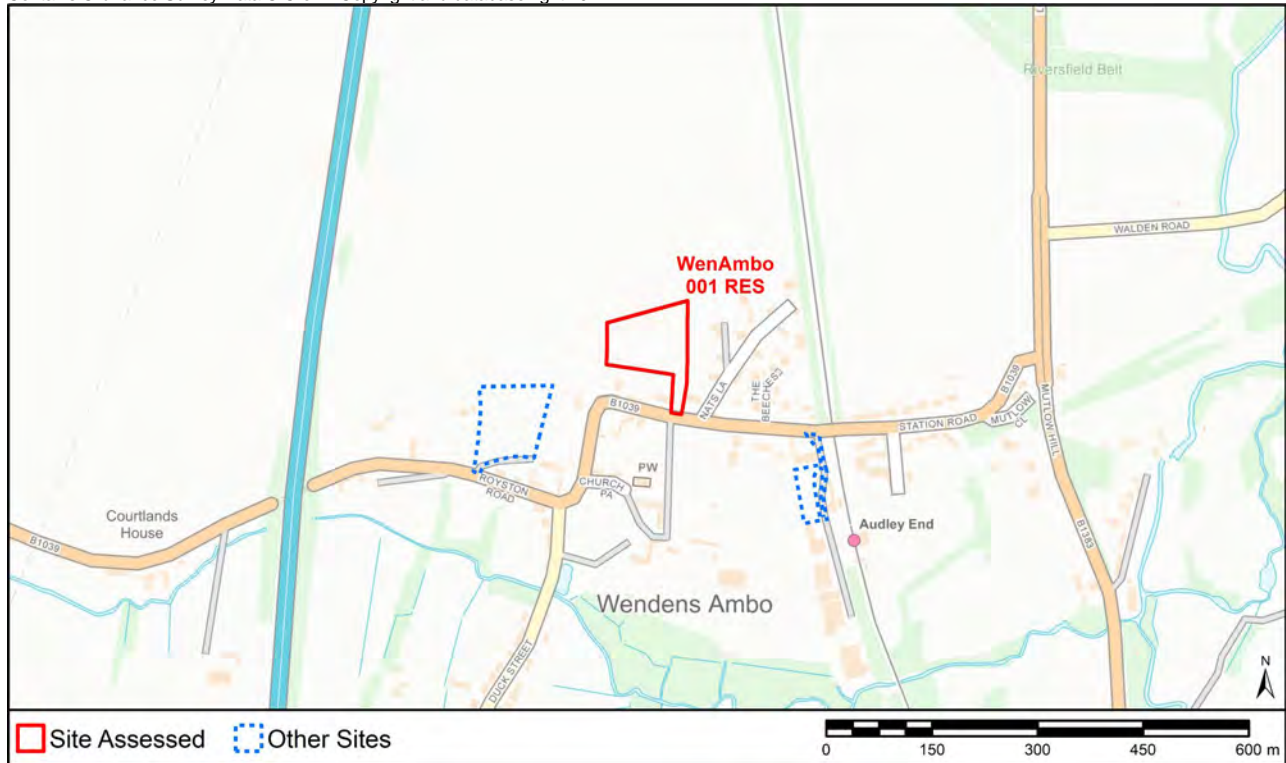 Riversfield Belt
WALDEN ROAD
WenAmbo
001 RES
NATS LA
THE
BEECHES
B1039
B1039
STATION ROAD
MUTLOW
CL
MUTLOW HILL
PW
CHURCH
PA
ROYSTON
ROAD
Courtlands
House
B1039
Audley End
B1383
Wendens Ambo
DUCK STREET
N
Site Assessed
Other Sites
0 150 300 450 600 m